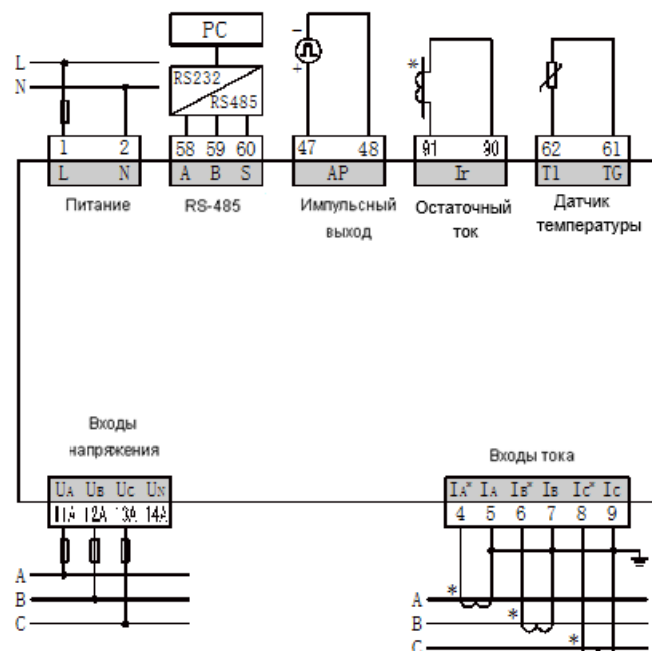 PC
L
N
RS232
RS485
*
−
+
1 2
58 59 60
47 48
91 90
62 61
L N
A B S
AP
Ir
T1 TG
Питание
RS-485
Импульсный
выход
Остаточный
ток
Датчик
температуры
Входы
напряжения
Входы тока
UA UB UC UN
11A 12A 13A 14A
IA* IA IB* IB IC* IC
4 5 6 7 8 9
A
B
C
A *
B *
C *